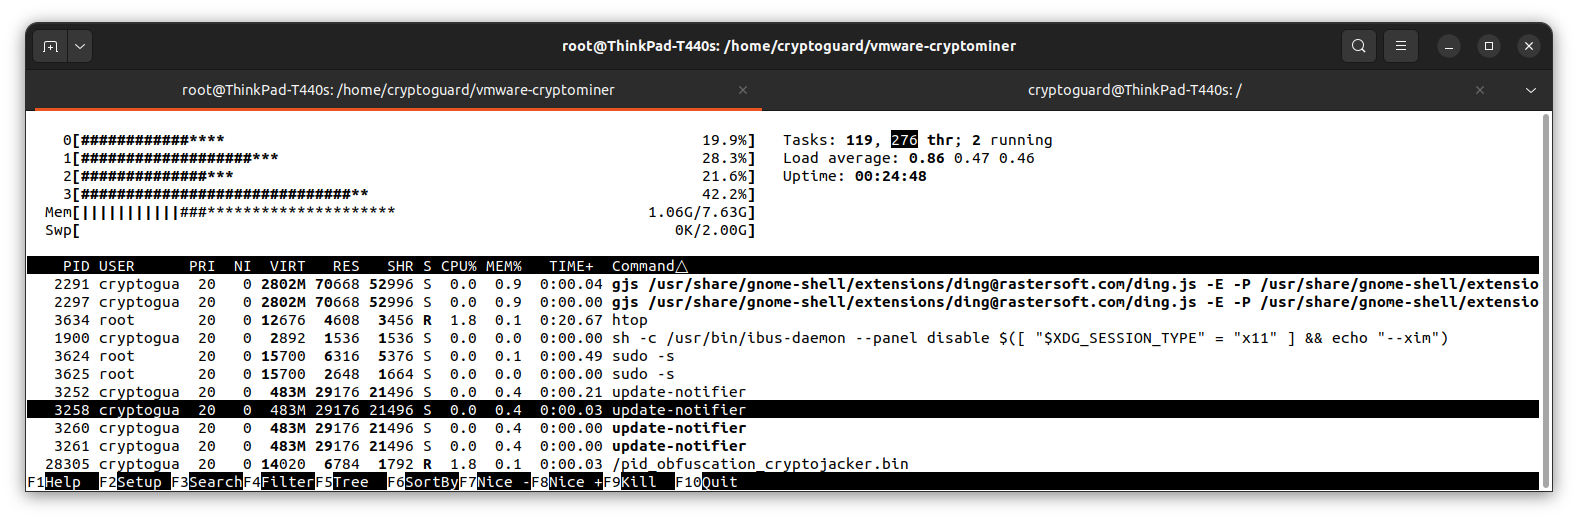 root@ThinkPad-T440s: /home/cryptoguard/vmware-cryptominer
root@ThinkPad-T440s: /home/cryptoguard/vmware-cryptominer × cryptoguard@ThinkPad-T440s: / ×
0[############**** 19.9%] Tasks: 119, 276 thr; 2 running
1[###################*** 28.3%] Load average: 0.86 0.47 0.46
2[##############*** 21.6%] Uptime: 00:24:48
3[##############################** 42.2%]
Mem[|||||||||||###********************* 1.06G/7.63G]
Swp[ 0K/2.00G]
PID USER PRI NI VIRT RES SHR S CPU% MEM% TIME+ Command△
2291 cryptogua 20 0 2802M 70668 52996 S 0.0 0.9 0:00.04 gjs /usr/share/gnome-shell/extensions/ding@rastersoft.com/ding.js -E -P /usr/share/gnome-shell/extensio
2297 cryptogua 20 0 2802M 70668 52996 S 0.0 0.9 0:00.00 gjs /usr/share/gnome-shell/extensions/ding@rastersoft.com/ding.js -E -P /usr/share/gnome-shell/extensio
3634 root 20 0 12676 4608 3456 R 1.8 0.1 0:20.67 htop
1900 cryptogua 20 0 2892 1536 1536 S 0.0 0.0 0:00.00 sh -c /usr/bin/ibus-daemon --panel disable $([ "$XDG_SESSION_TYPE" = "x11" ] && echo "--xim")
3624 root 20 0 15700 6316 5376 S 0.0 0.1 0:00.49 sudo -s
3625 root 20 0 15700 2648 1664 S 0.0 0.0 0:00.00 sudo -s
3252 cryptogua 20 0 483M 29176 21496 S 0.0 0.4 0:00.21 update-notifier
3258 cryptogua 20 0 483M 29176 21496 S 0.0 0.4 0:00.03 update-notifier
3260 cryptogua 20 0 483M 29176 21496 S 0.0 0.4 0:00.00 update-notifier
3261 cryptogua 20 0 483M 29176 21496 S 0.0 0.4 0:00.00 update-notifier
28305 cryptogua 20 0 14020 6784 1792 R 1.8 0.1 0:00.03 /pid_obfuscation_cryptojacker.bin
F1Help F2Setup F3SearchF4FilterF5Tree F6SortByF7Nice -F8Nice +F9Kill F10Quit